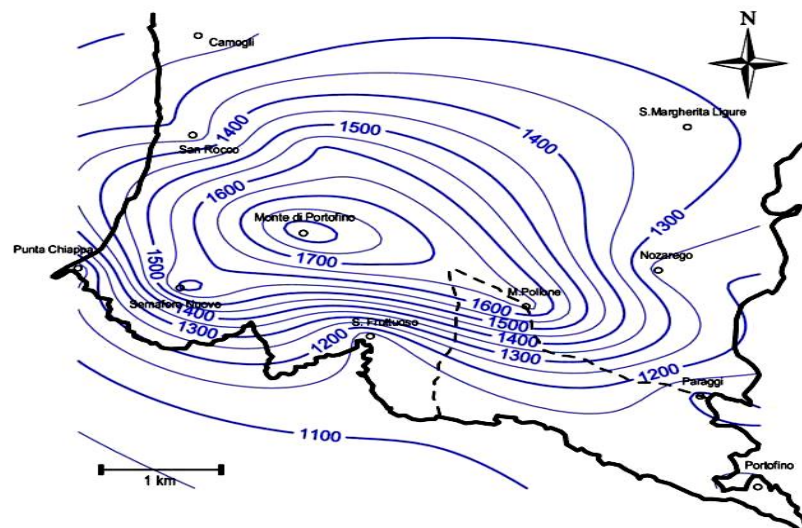 N
Camogli
S.Margherita Ligure
1400
1500
1400
San Rocco
1600
Monte di Portofino
1300
Punta Chiappa
Nozarego
1700
1500
M.Pollone
Semaforo Nuovo
1600
1400
1500
S. Fruttuoso
1300
1400
1200
1300
1200
Paraggi
1100
Portofino
1 km